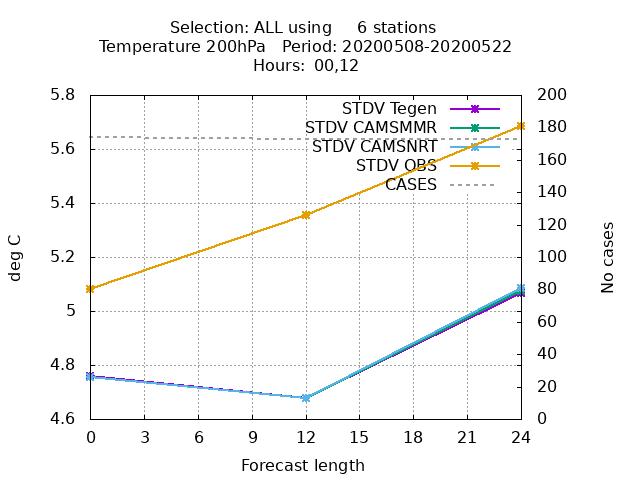 Selection: ALL using     6 stations
Temperature 200hPa   Period: 20200508-20200522
Hours:  00,12
5.8
5.6
5.4
5.2
5
4.8
4.6
deg C
200
180
160
140
120
100
80
60
40
20
0
No cases
STDV Tegen
STDV CAMSMMR
STDV CAMSNRT
STDV OBS
CASES
0 3 6 9 12 15 18 21 24
Forecast length